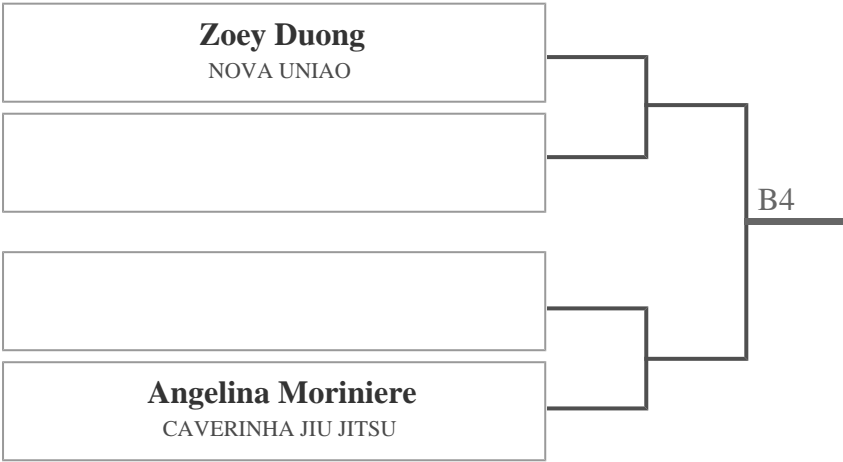 Zoey Duong
NOVA UNIAO
B4
Angelina Moriniere
CAVERINHA JIU JITSU